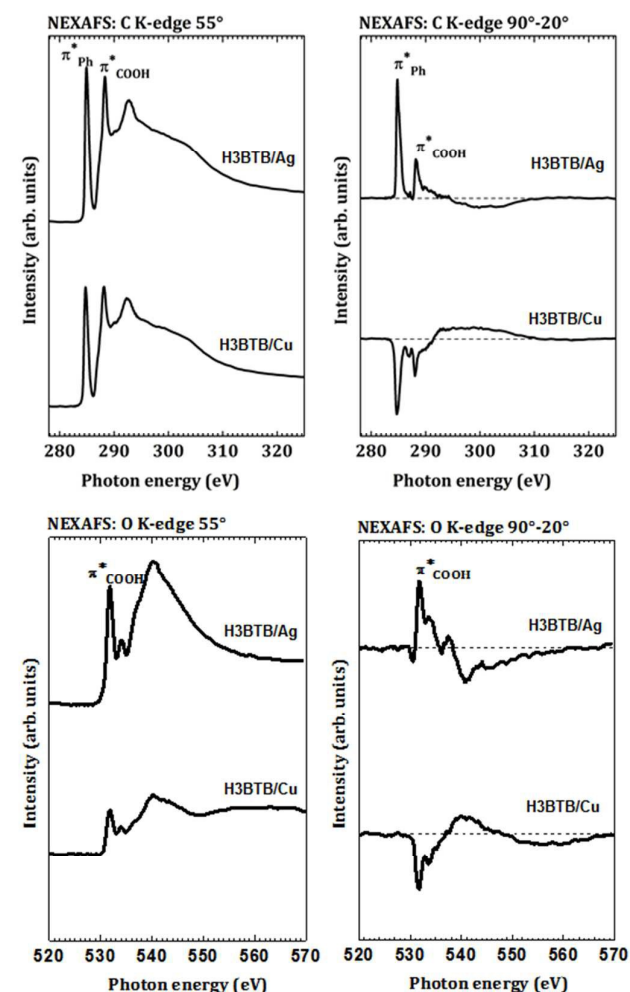 NEXAFS: C K-edge 55°
π*Ph
π*COOH
H3BTB/Ag
H3BTB/Cu
Intensity (arb. units)
280 290 300 310 320
Photon energy (eV)
NEXAFS: C K-edge 90°-20°
π*Ph
π*COOH
H3BTB/Ag
H3BTB/Cu
Intensity (arb. units)
280 290 300 310 320
Photon energy (eV)
NEXAFS: O K-edge 55°
π*COOH
H3BTB/Ag
H3BTB/Cu
Intensity (arb. units)
520 530 540 550 560 570
Photon energy (eV)
NEXAFS: O K-edge 90°-20°
π*COOH
H3BTB/Ag
H3BTB/Cu
Intensity (arb. units)
520 530 540 550 560 570
Photon energy (eV)